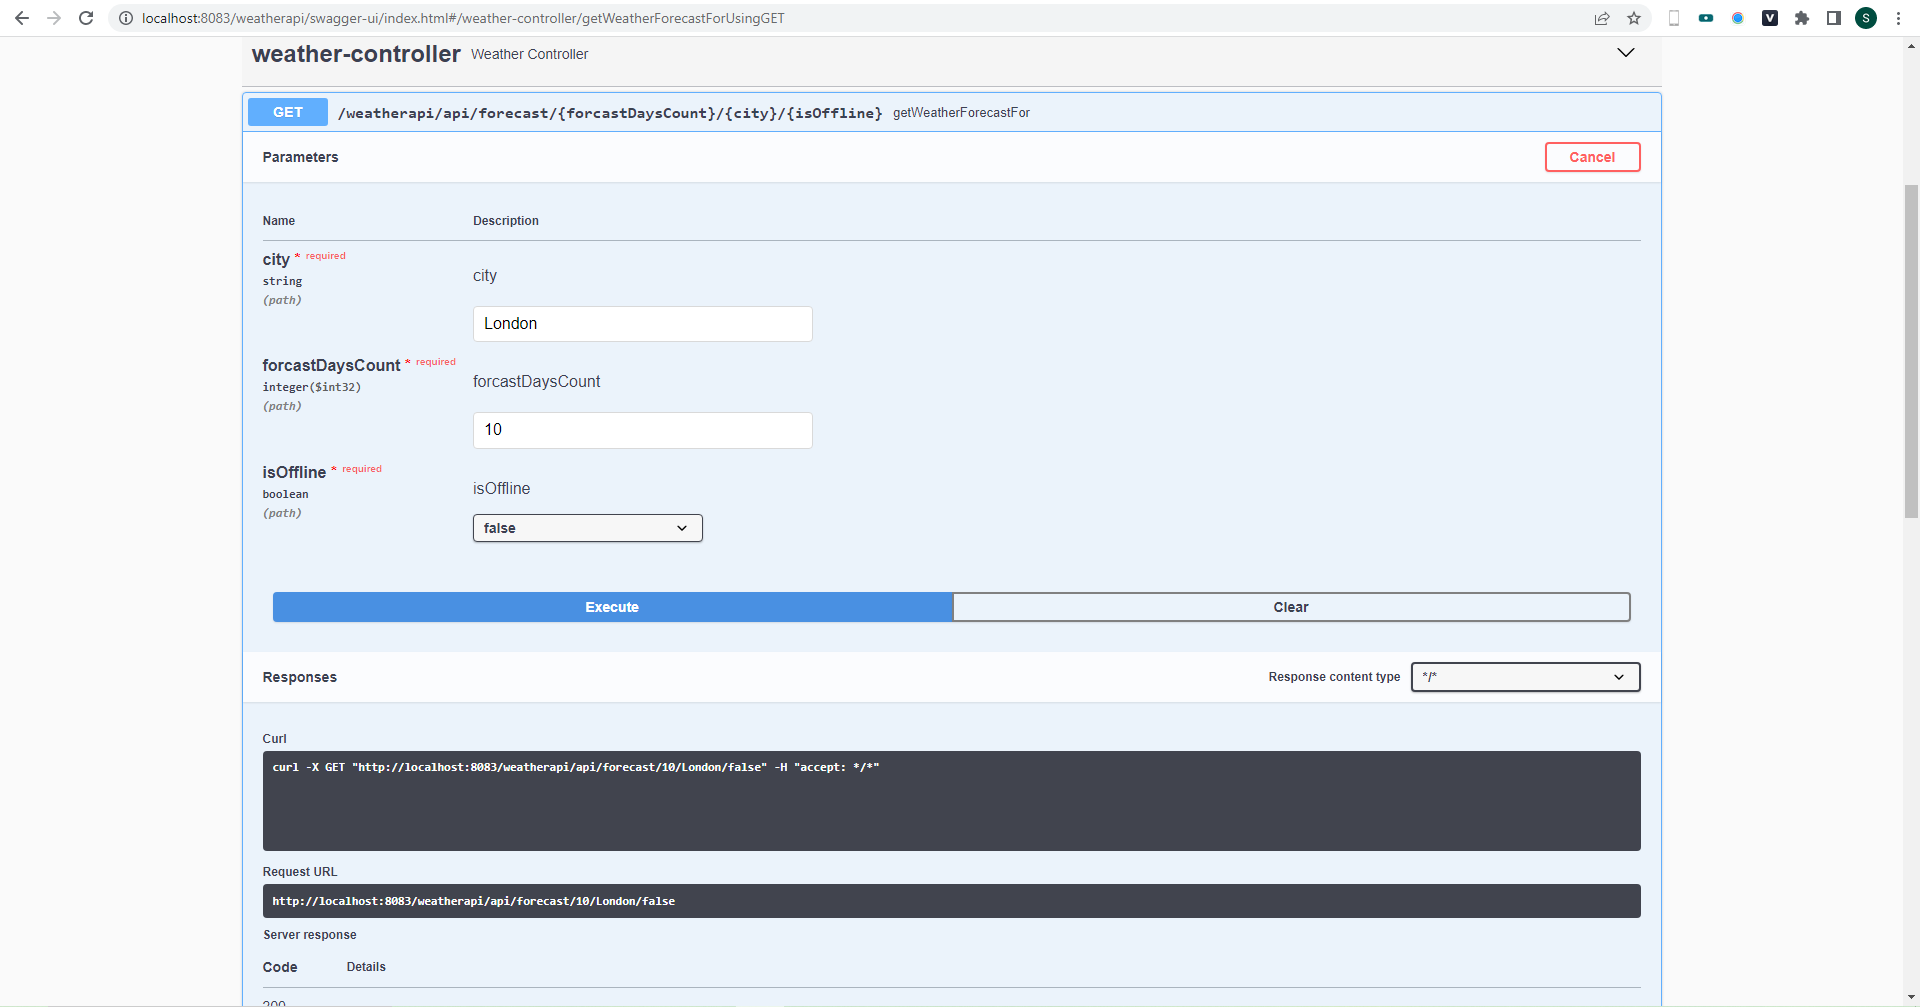 localhost:8083/weatherapi/swagger-ui/index.html#/weather-controller/getWeatherForecastForUsingGET
V
S
weather-controller Weather Controller
GET /weatherapi/api/forecast/{forcastDaysCount}/{city}/{isOffline} getWeatherForecastFor
Parameters Cancel
Name Description
city * required
string
(path)
city
London
forcastDaysCount * required
integer($int32)
(path)
forcastDaysCount
10
isOffline * required
boolean
(path)
isOffline
false
Execute Clear
Responses Response content type */*
Curl
curl -X GET "http://localhost:8083/weatherapi/api/forecast/10/London/false" -H "accept: */*"
Request URL
http://localhost:8083/weatherapi/api/forecast/10/London/false
Server response
Code Details
200